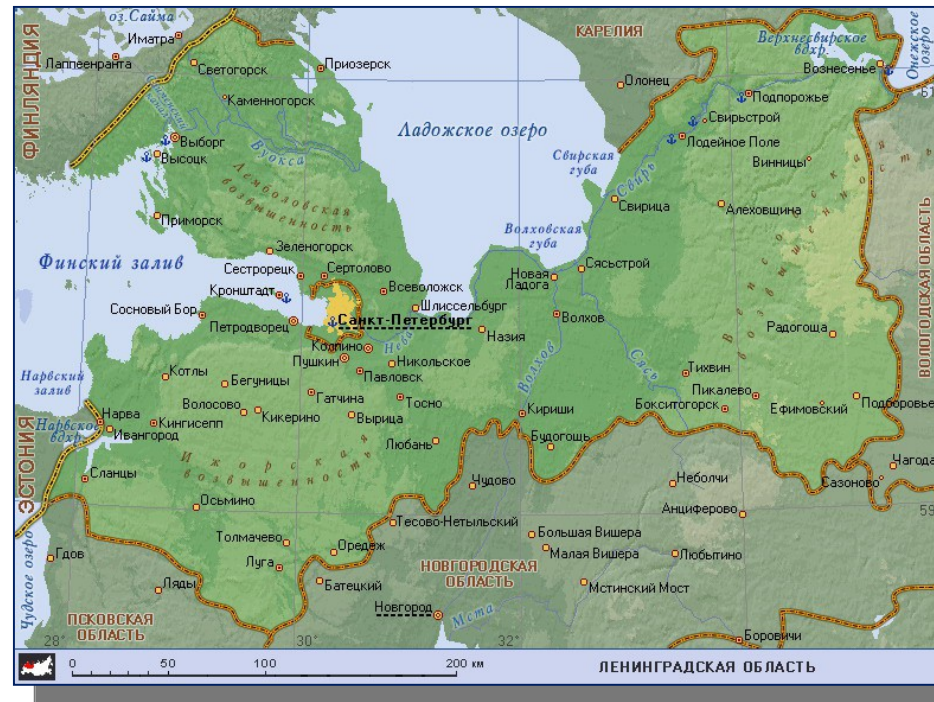 оз.Сайма
Иматра
Лаппеенранта
ФИНЛЯНДИЯ
Светогорск
Приозерск
Каменногорск
Вуокса
Выборг
Высоцк
Лемболовская
возвышенность
Приморск
КАРЕЛИЯ
Олонец
Ладожское озеро
Верхнесвирское
вдхр.
Онежское
озеро
Вознесенье
61
Подпорожье
Свирьстрой
Лодейное Поле
Винницы
Свирская
губа
Свирь
Свирица
Алеховщина
Вепсовская
возвышенность
ВОЛОГОДСКАЯ ОБЛАСТЬ
Волховская
губа
Финский залив
Зеленогорск
Сестрорецк
Сертолово
Кронштадт
Всеволожск
Шлиссельбург
Новая
Ладога
Сясьстрой
Сосновый Бор
Петродворец
Санкт-Петербург
Нева
Назия
Волхов
Радогоша
Колпино
Пушкин
Никольское
Павловск
Волхов
Сясь
Тихвин
Пикалево
Нарвский
залив
Котлы
Бегуницы
Гатчина
Тосно
Волосово
Кикерино
Вырица
Кириши
Бокситогорск
Ефимовский
Подборовье
Нарва
Нарвское
вдхр.
Ивангород
Кингисепп
Любань
Будогощь
ЭСТОНИЯ
Ижорская
возвышенность
Сланцы
Чудово
Неболчи
Чагода
Сазоново
Осьмино
Анциферово
59
Тесово-Нетыльский
Большая Вишера
Толмачево
Оредеж
Малая Вишера
Любытино
Чудское озеро
Гдов
Луга
НОВГОРОДСКАЯ
ОБЛАСТЬ
Ляды
Батецкий
Мстинский Мост
Новгород
Мста
ПСКОВСКАЯ
ОБЛАСТЬ
Боровичи
28°
30°
32°
0 50 100 200 км
ЛЕНИНГРАДСКАЯ ОБЛАСТЬ